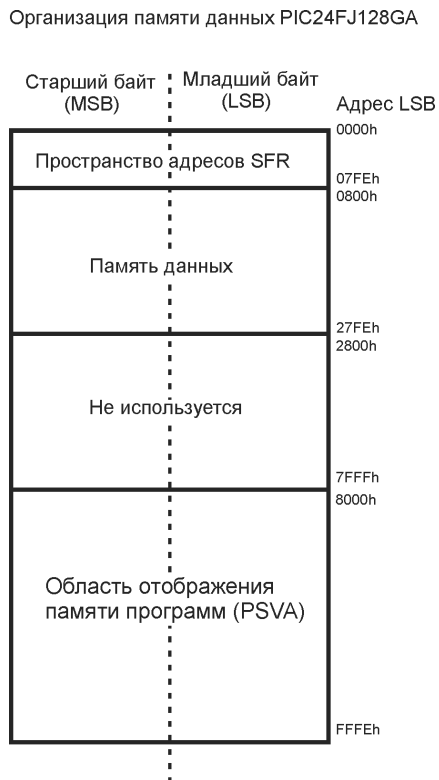 Организация памяти данных PIC24FJ128GA
Старший байт
(MSB)
Младший байт
(LSB)
Адрес LSB
0000h
Пространство адресов SFR
07FEh
0800h
Память данных
27FEh
2800h
Не используется
7FFFh
8000h
Область отображения
памяти программ (PSVA)
FFFEh